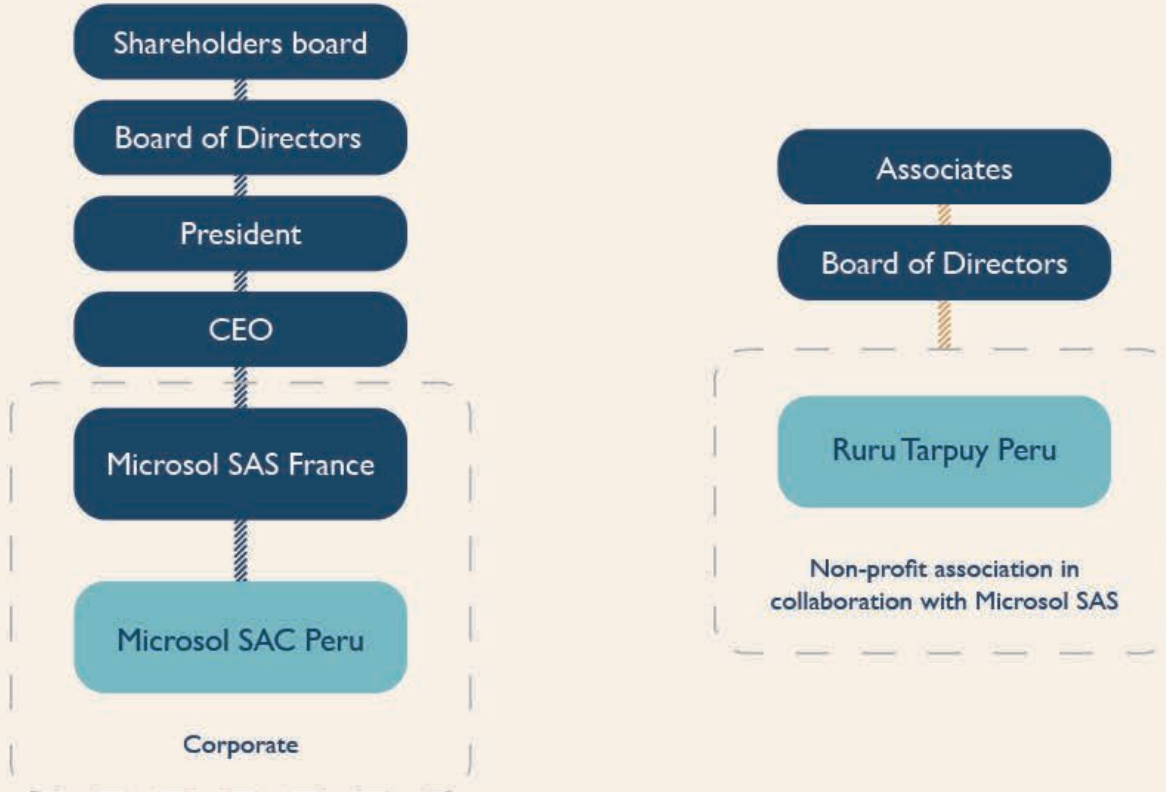 Shareholders board
Board of Directors
President
CEO
Microsol SAS France
Microsol SAC Peru
Corporate
Associates
Board of Directors
Ruru Tarpuy Peru
Non-profit association in
collaboration with Microsol SAS